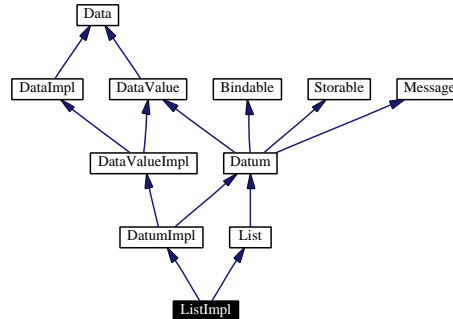 Data
DataImpl
DataValue
Bindable
Storable
Message
DataValueImpl
Datum
DatumImpl
List
ListImpl